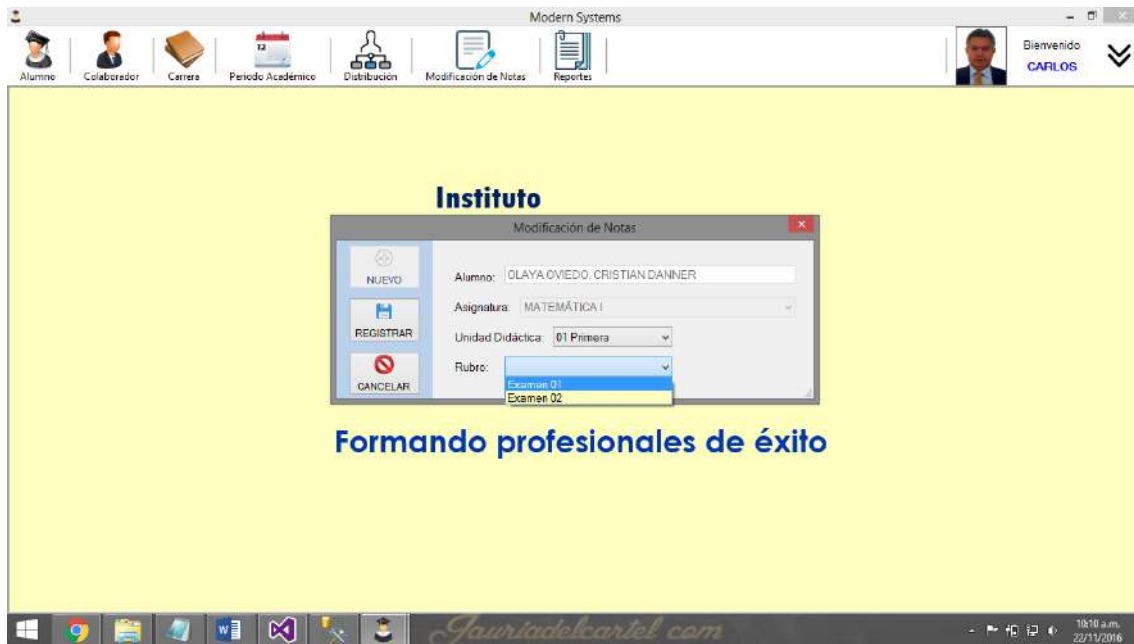 Modern Systems
Alumno
Colaborador
Carrera
12
Periodo Académico
Distribución
Modificación de Notas
Reportes
Bienvenido
CARLOS
Instituto
Modificación de Notas
NUEVO
Alumno: OLAYA OVIEDO, CRISTIAN DANNER
Asignatura: MATEMÁTICA I
REGISTRAR
Unidad Didáctica: 01 Primera
Rubro:
CANCELAR
Examen 01
Examen 02
Formando profesionales de éxito
Jauriadelcartel com
10:10 a.m.
22/11/2016